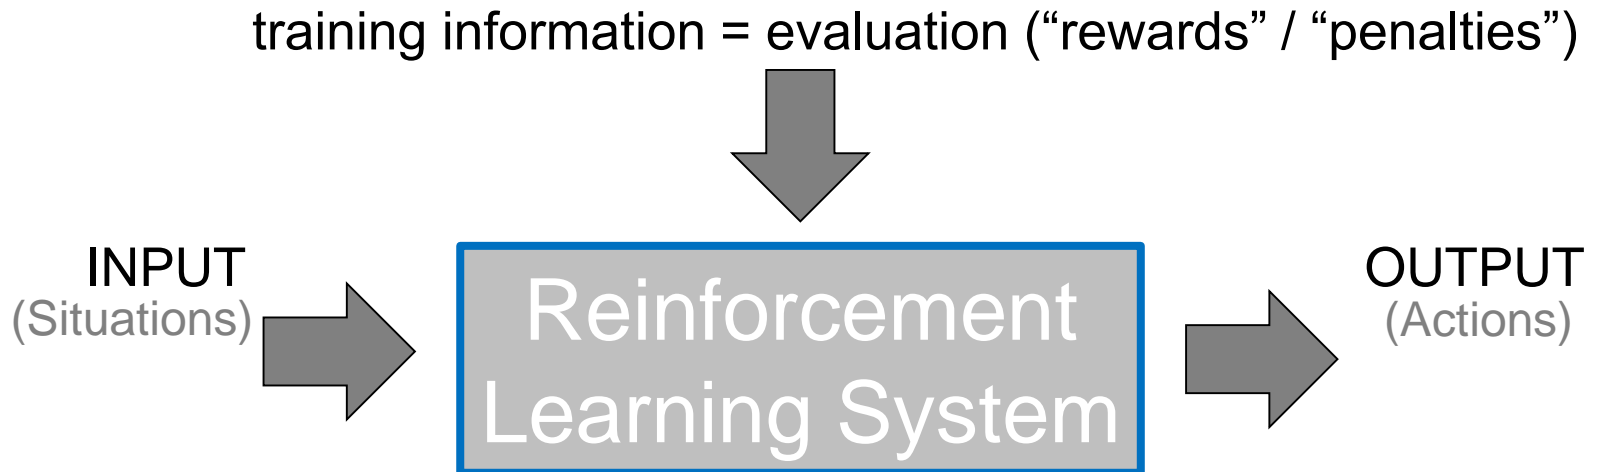 training information = evaluation (“rewards” / “penalties”)
INPUT
(Situations)
Reinforcement
Learning System
OUTPUT
(Actions)